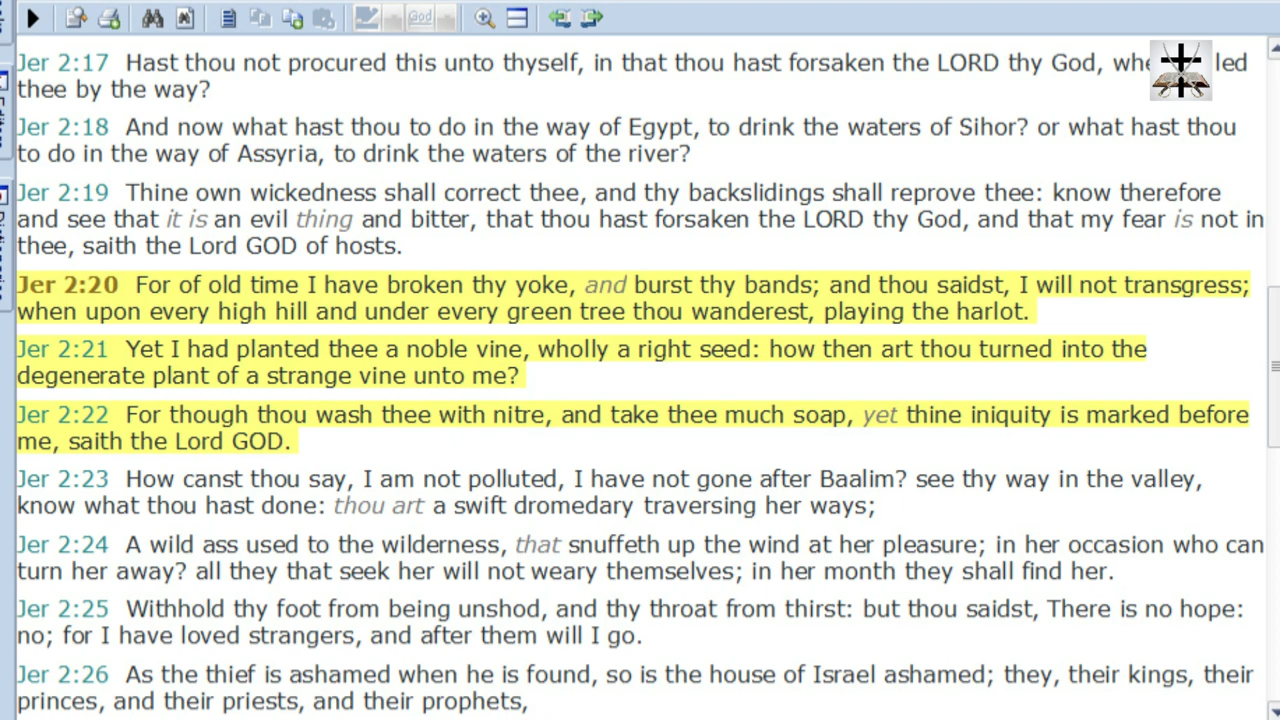 God
Jer 2:17 Hast thou not procured this unto thyself, in that thou hast forsaken the LORD thy God, led
thee by the way?
Jer 2:18 And now what hast thou to do in the way of Egypt, to drink the waters of Sihor? or what hast thou
to do in the way of Assyria, to drink the waters of the river?
Jer 2:19 Thine own wickedness shall correct thee, and thy backslidings shall reprove thee: know therefore
and see that it is an evil thing and bitter, that thou hast forsaken the LORD thy God, and that my fear is not in
thee, saith the Lord GOD of hosts.
Jer 2:20 For of old time I have broken thy yoke, and burst thy bands; and thou saidst, I will not transgress;
when upon every high hill and under every green tree thou wanderest, playing the harlot.
Jer 2:21 Yet I had planted thee a noble vine, wholly a right seed: how then art thou turned into the
degenerate plant of a strange vine unto me?
Jer 2:22 For though thou wash thee with nitre, and take thee much soap, yet thine iniquity is marked before
me, saith the Lord GOD.
Jer 2:23 How canst thou say, I am not polluted, I have not gone after Baalim? see thy way in the valley,
know what thou hast done: thou art a swift dromedary traversing her ways;
Jer 2:24 A wild ass used to the wilderness, that snuffeth up the wind at her pleasure; in her occasion who can
turn her away? all they that seek her will not weary themselves; in her month they shall find her.
Jer 2:25 Withhold thy foot from being unshod, and thy throat from thirst: but thou saidst, There is no hope:
no; for I have loved strangers, and after them will I go.
Jer 2:26 As the thief is ashamed when he is found, so is the house of Israel ashamed; they, their kings, their
princes, and their priests, and their prophets,